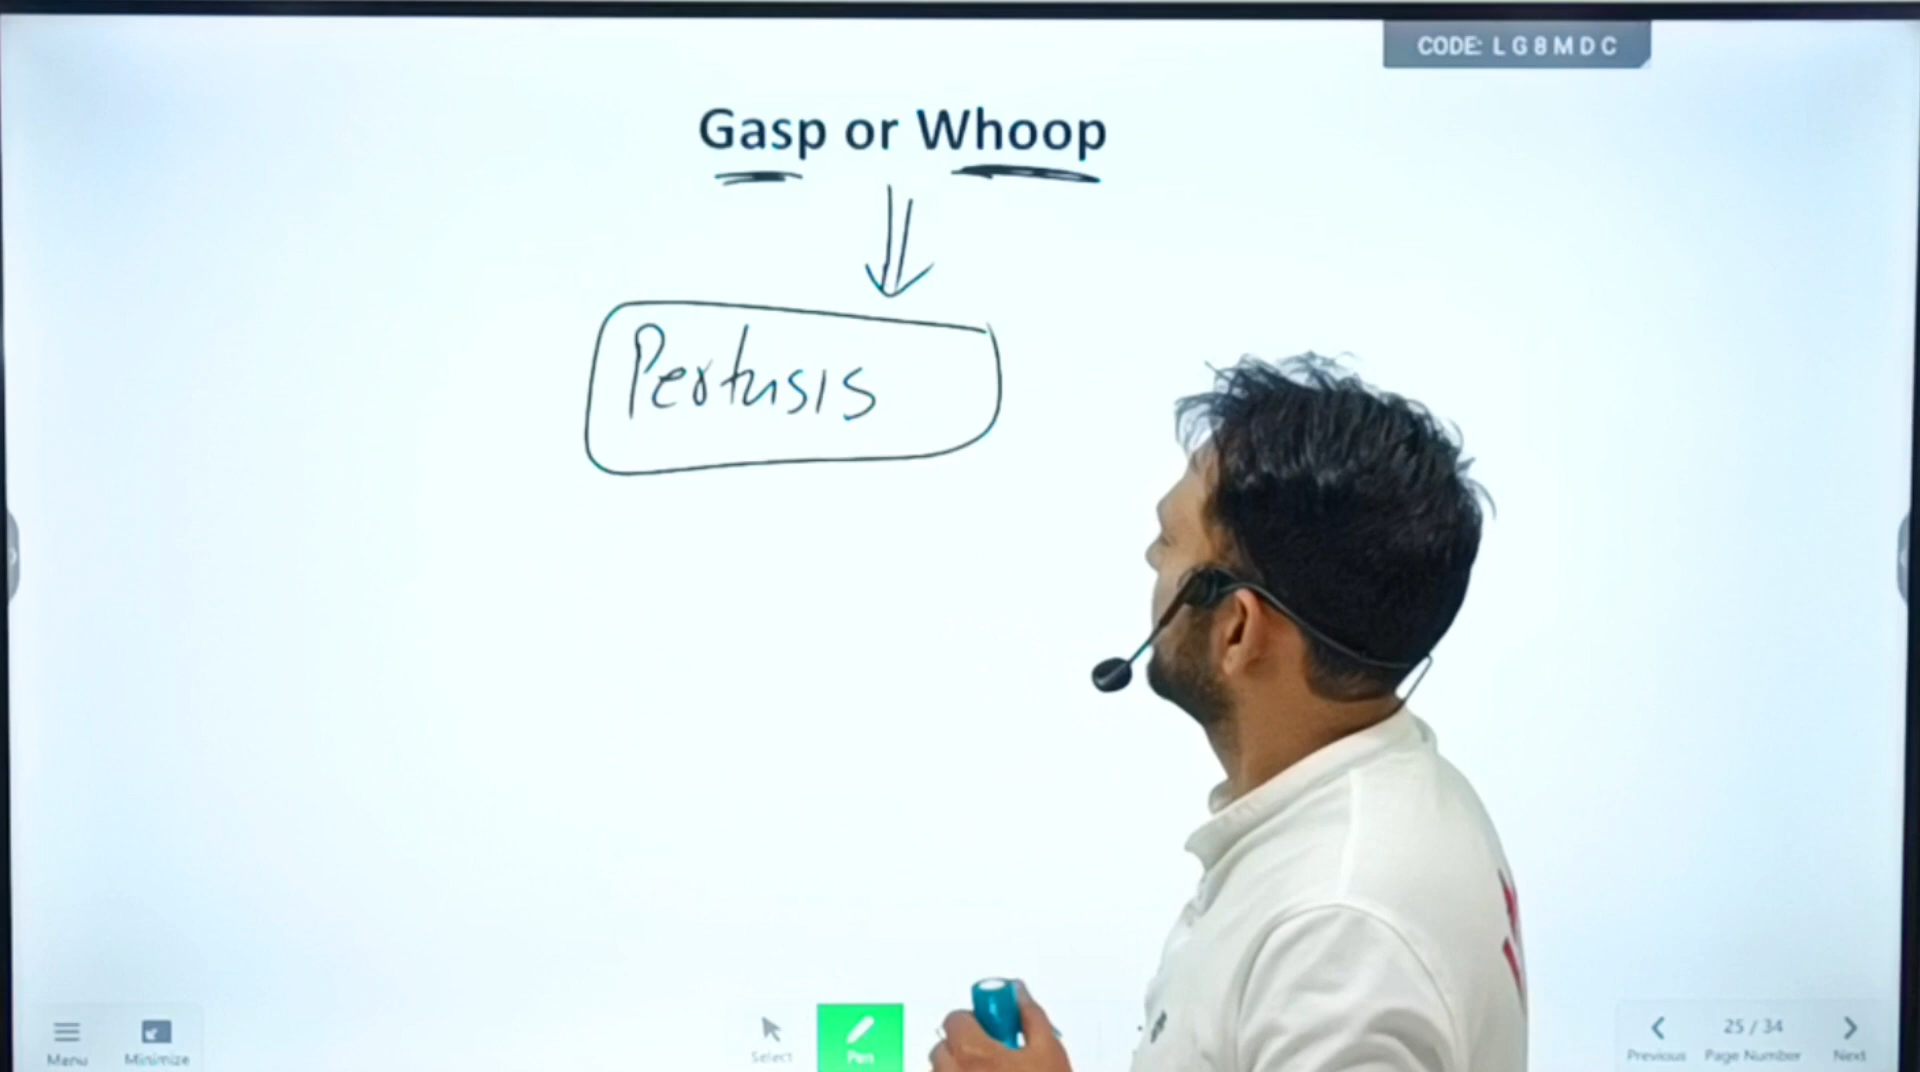 CODE: L G 8 M D C
Gasp or Whoop
Pertusis
Menu
Minimize
Select
Pen
25 / 34
Previous
Page Number
Next